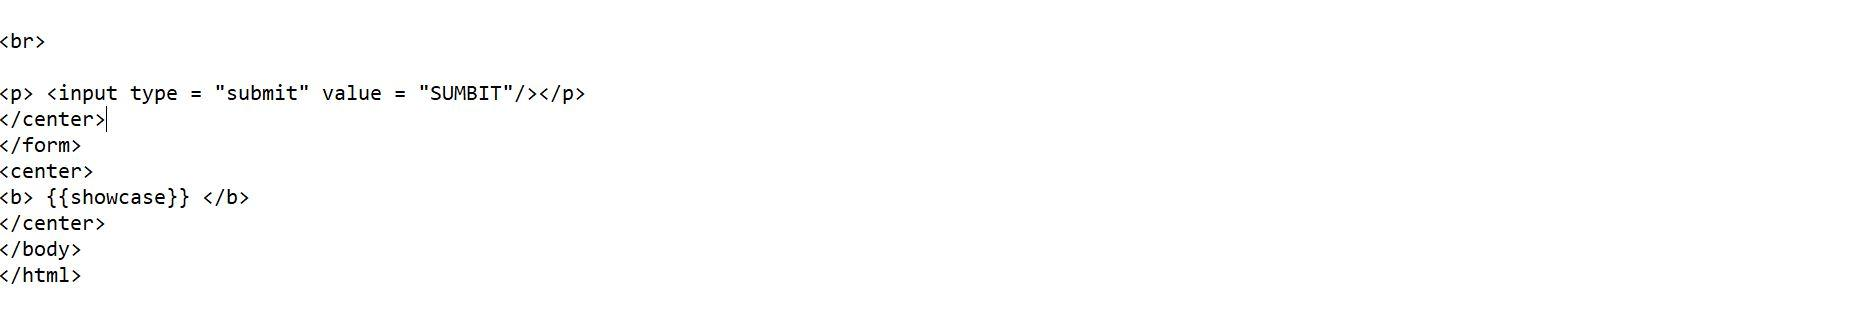 <br>
<p> <input type = "submit" value = "SUMBIT"/></p>
</center>
</form>
<center>
<b> {{showcase}} </b>
</center>
</body>
</html>